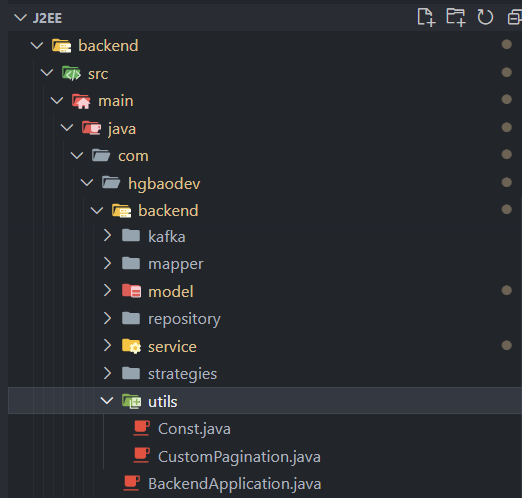 J2EE
backend
src
main
java
com
hgbaodev
backend
kafka
mapper
model
repository
service
strategies
utils
Const.java
CustomPagination.java
BackendApplication.java